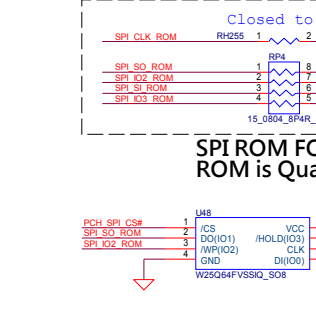 Closed to
SPI_CLK_ROM RH255 1 2
RP4
SPI_SO_ROM 1 8
SPI_IO2_ROM 2 7
SPI_SI_ROM 3 6
SPI_IO3_ROM 4 5
15_0804_8P4R_
SPI ROM FO
ROM is Qua
U48
PCH_SPI_CS# 1 /CS VCC
SPI_SO_ROM 2 DO(IO1) /HOLD(IO3)
SPI_IO2_ROM 3 /WP(IO2) CLK
4 GND DI(IO0)
W25Q64FVSSIQ_SO8